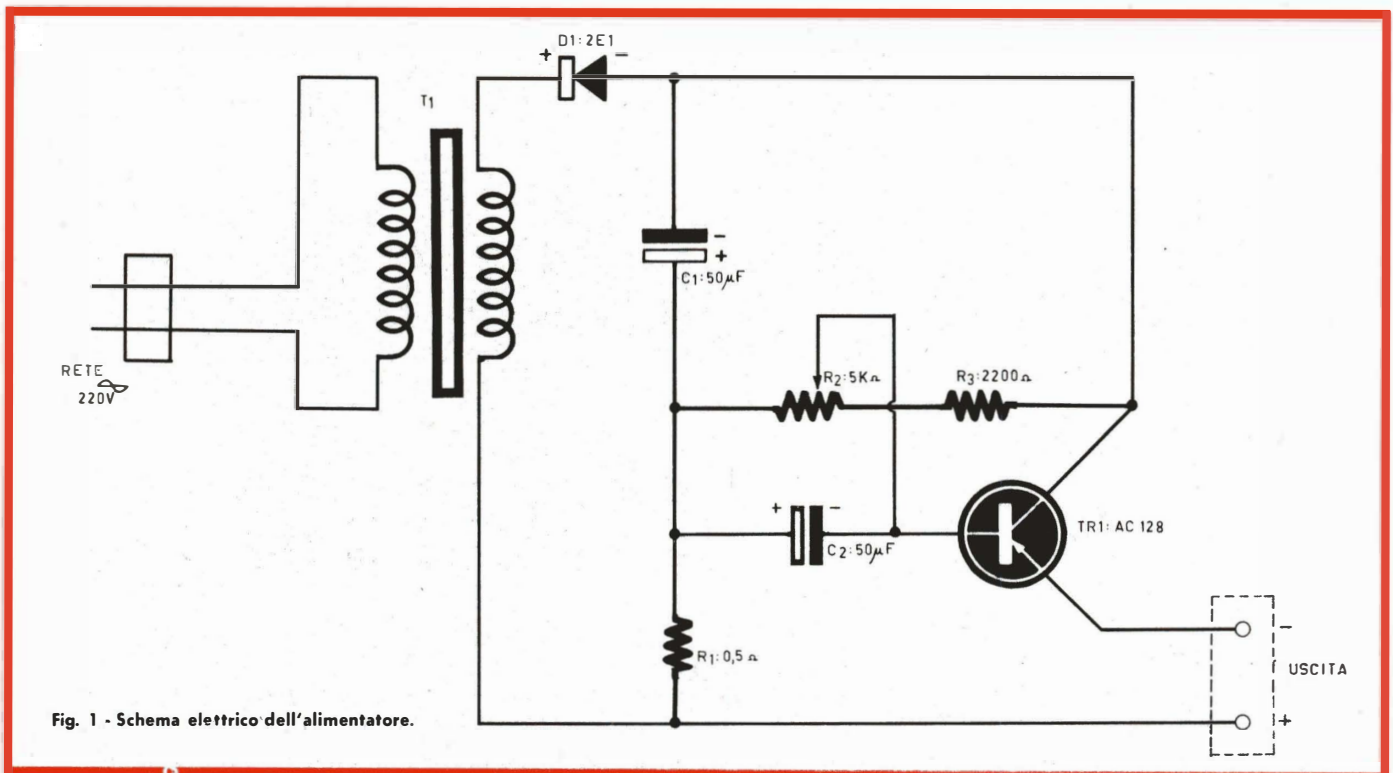 D1:2E1
+ -
T1
-
+
C1:50µF
RETE
220V
R2:5KΩ
R3:2200Ω
+ -
C2:50µF
TR1: AC 128
-
R1:0,5 Ω
USCITA
+
Fig. 1 - Schema elettrico dell'alimentatore.